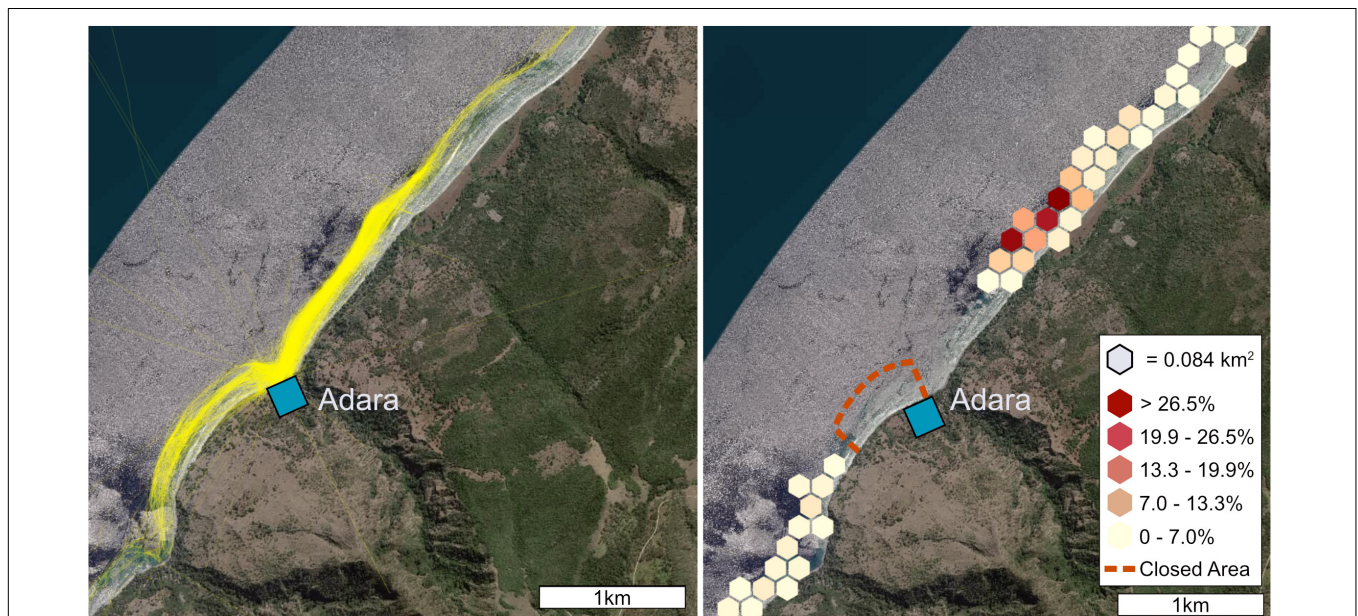 Adara
1km
Adara
= 0.084 km²
> 26.5%
19.9 - 26.5%
13.3 - 19.9%
7.0 - 13.3%
0 - 7.0%
Closed Area
1km